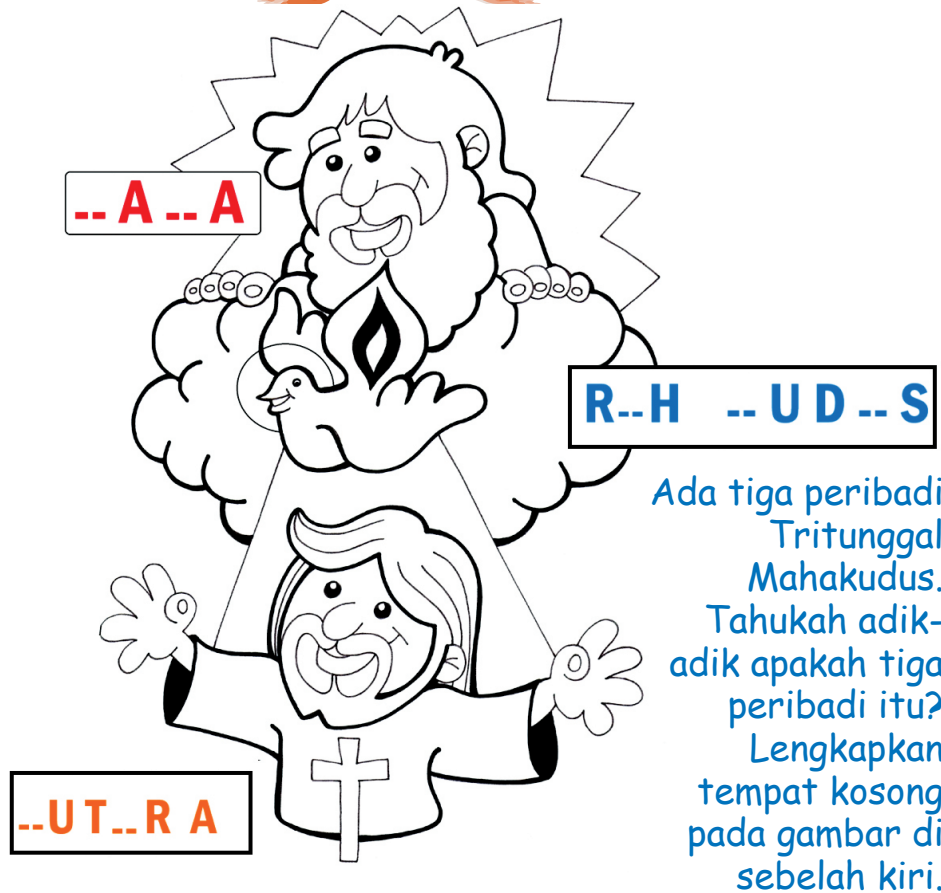 -- A -- A
R--H -- U D -- S
Ada tiga peribadi
Tritunggal
Mahakudus.
Tahukah adik-
adik apakah tiga
peribadi itu?
Lengkapkan
tempat kosong
pada gambar di
sebelah kiri.
--U T--R A